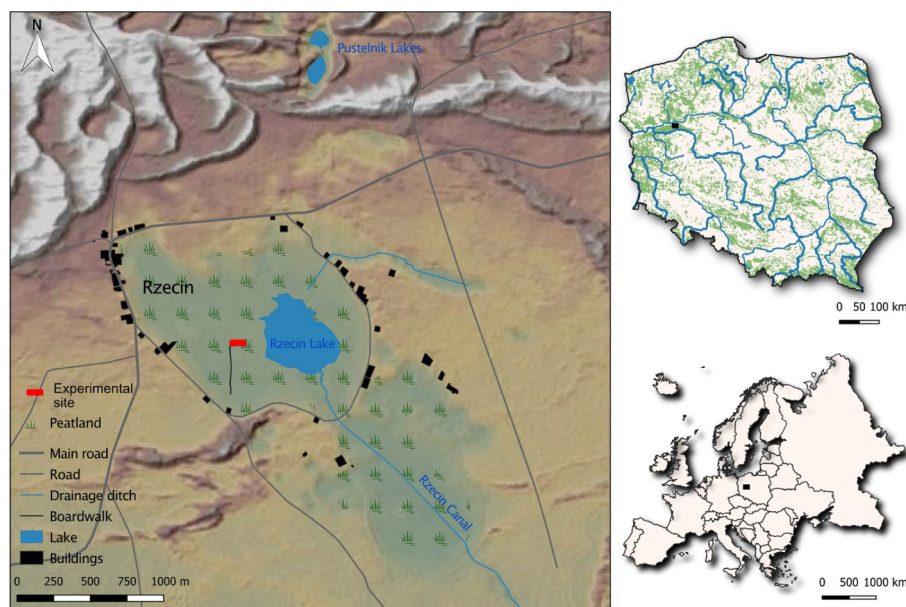 N
Pustelnik Lakes
Rzecin
Rzecin Lake
Experimental
site
Peatland
Main road
Road
Drainage ditch
Boardwalk
Lake
Buildings
Rzecin Canal
0 250 500 750 1000 m
0 50 100 km
0 500 1000 km